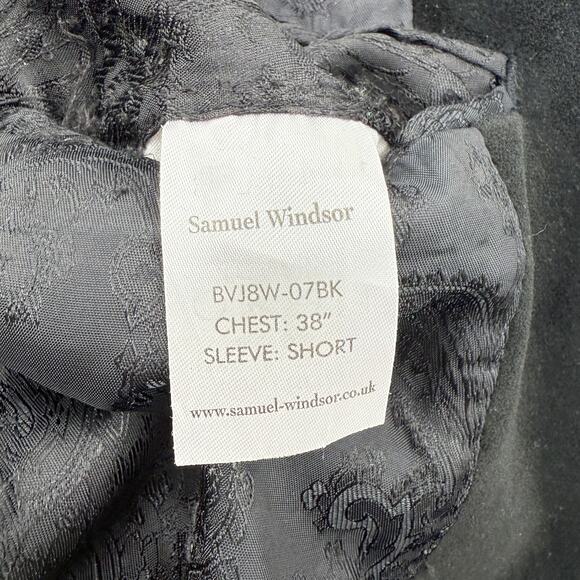 Samuel Windsor
BVJ8W-07BK
CHEST: 38"
SLEEVE: SHORT
www.samuel-windsor.co.uk